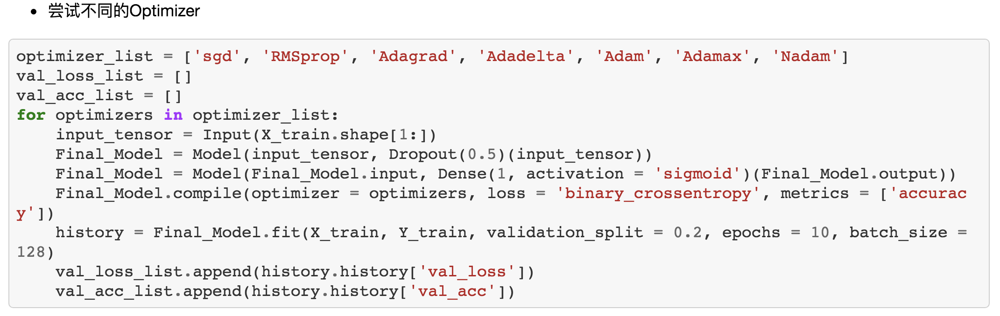 • 尝试不同的Optimizer
optimizer_list = ['sgd', 'RMSprop', 'Adagrad', 'Adadelta', 'Adam', 'Adamax', 'Nadam']
val_loss_list = []
val_acc_list = []
for optimizers in optimizer_list:
    input_tensor = Input(X_train.shape[1:])
    Final_Model = Model(input_tensor, Dropout(0.5)(input_tensor))
    Final_Model = Model(Final_Model.input, Dense(1, activation = 'sigmoid')(Final_Model.output))
    Final_Model.compile(optimizer = optimizers, loss = 'binary_crossentropy', metrics = ['accurac
y'])
    history = Final_Model.fit(X_train, Y_train, validation_split = 0.2, epochs = 10, batch_size =
128)
    val_loss_list.append(history.history['val_loss'])
    val_acc_list.append(history.history['val_acc'])